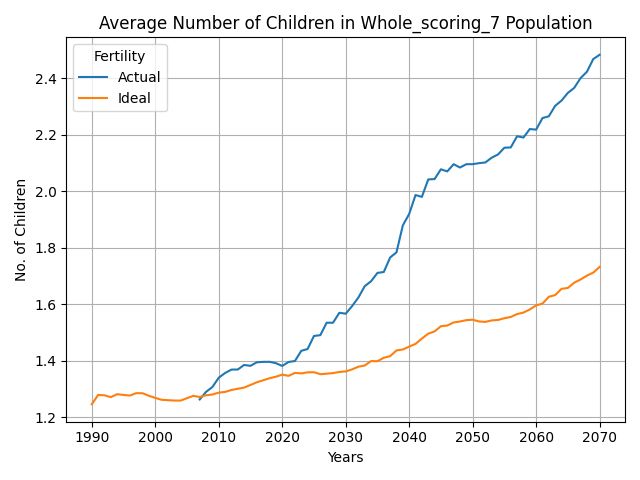 Average Number of Children in Whole_scoring_7 Population
Fertility
Actual
Ideal
No. of Children
2.4
2.2
2.0
1.8
1.6
1.4
1.2
1990 2000 2010 2020 2030 2040 2050 2060 2070
Years